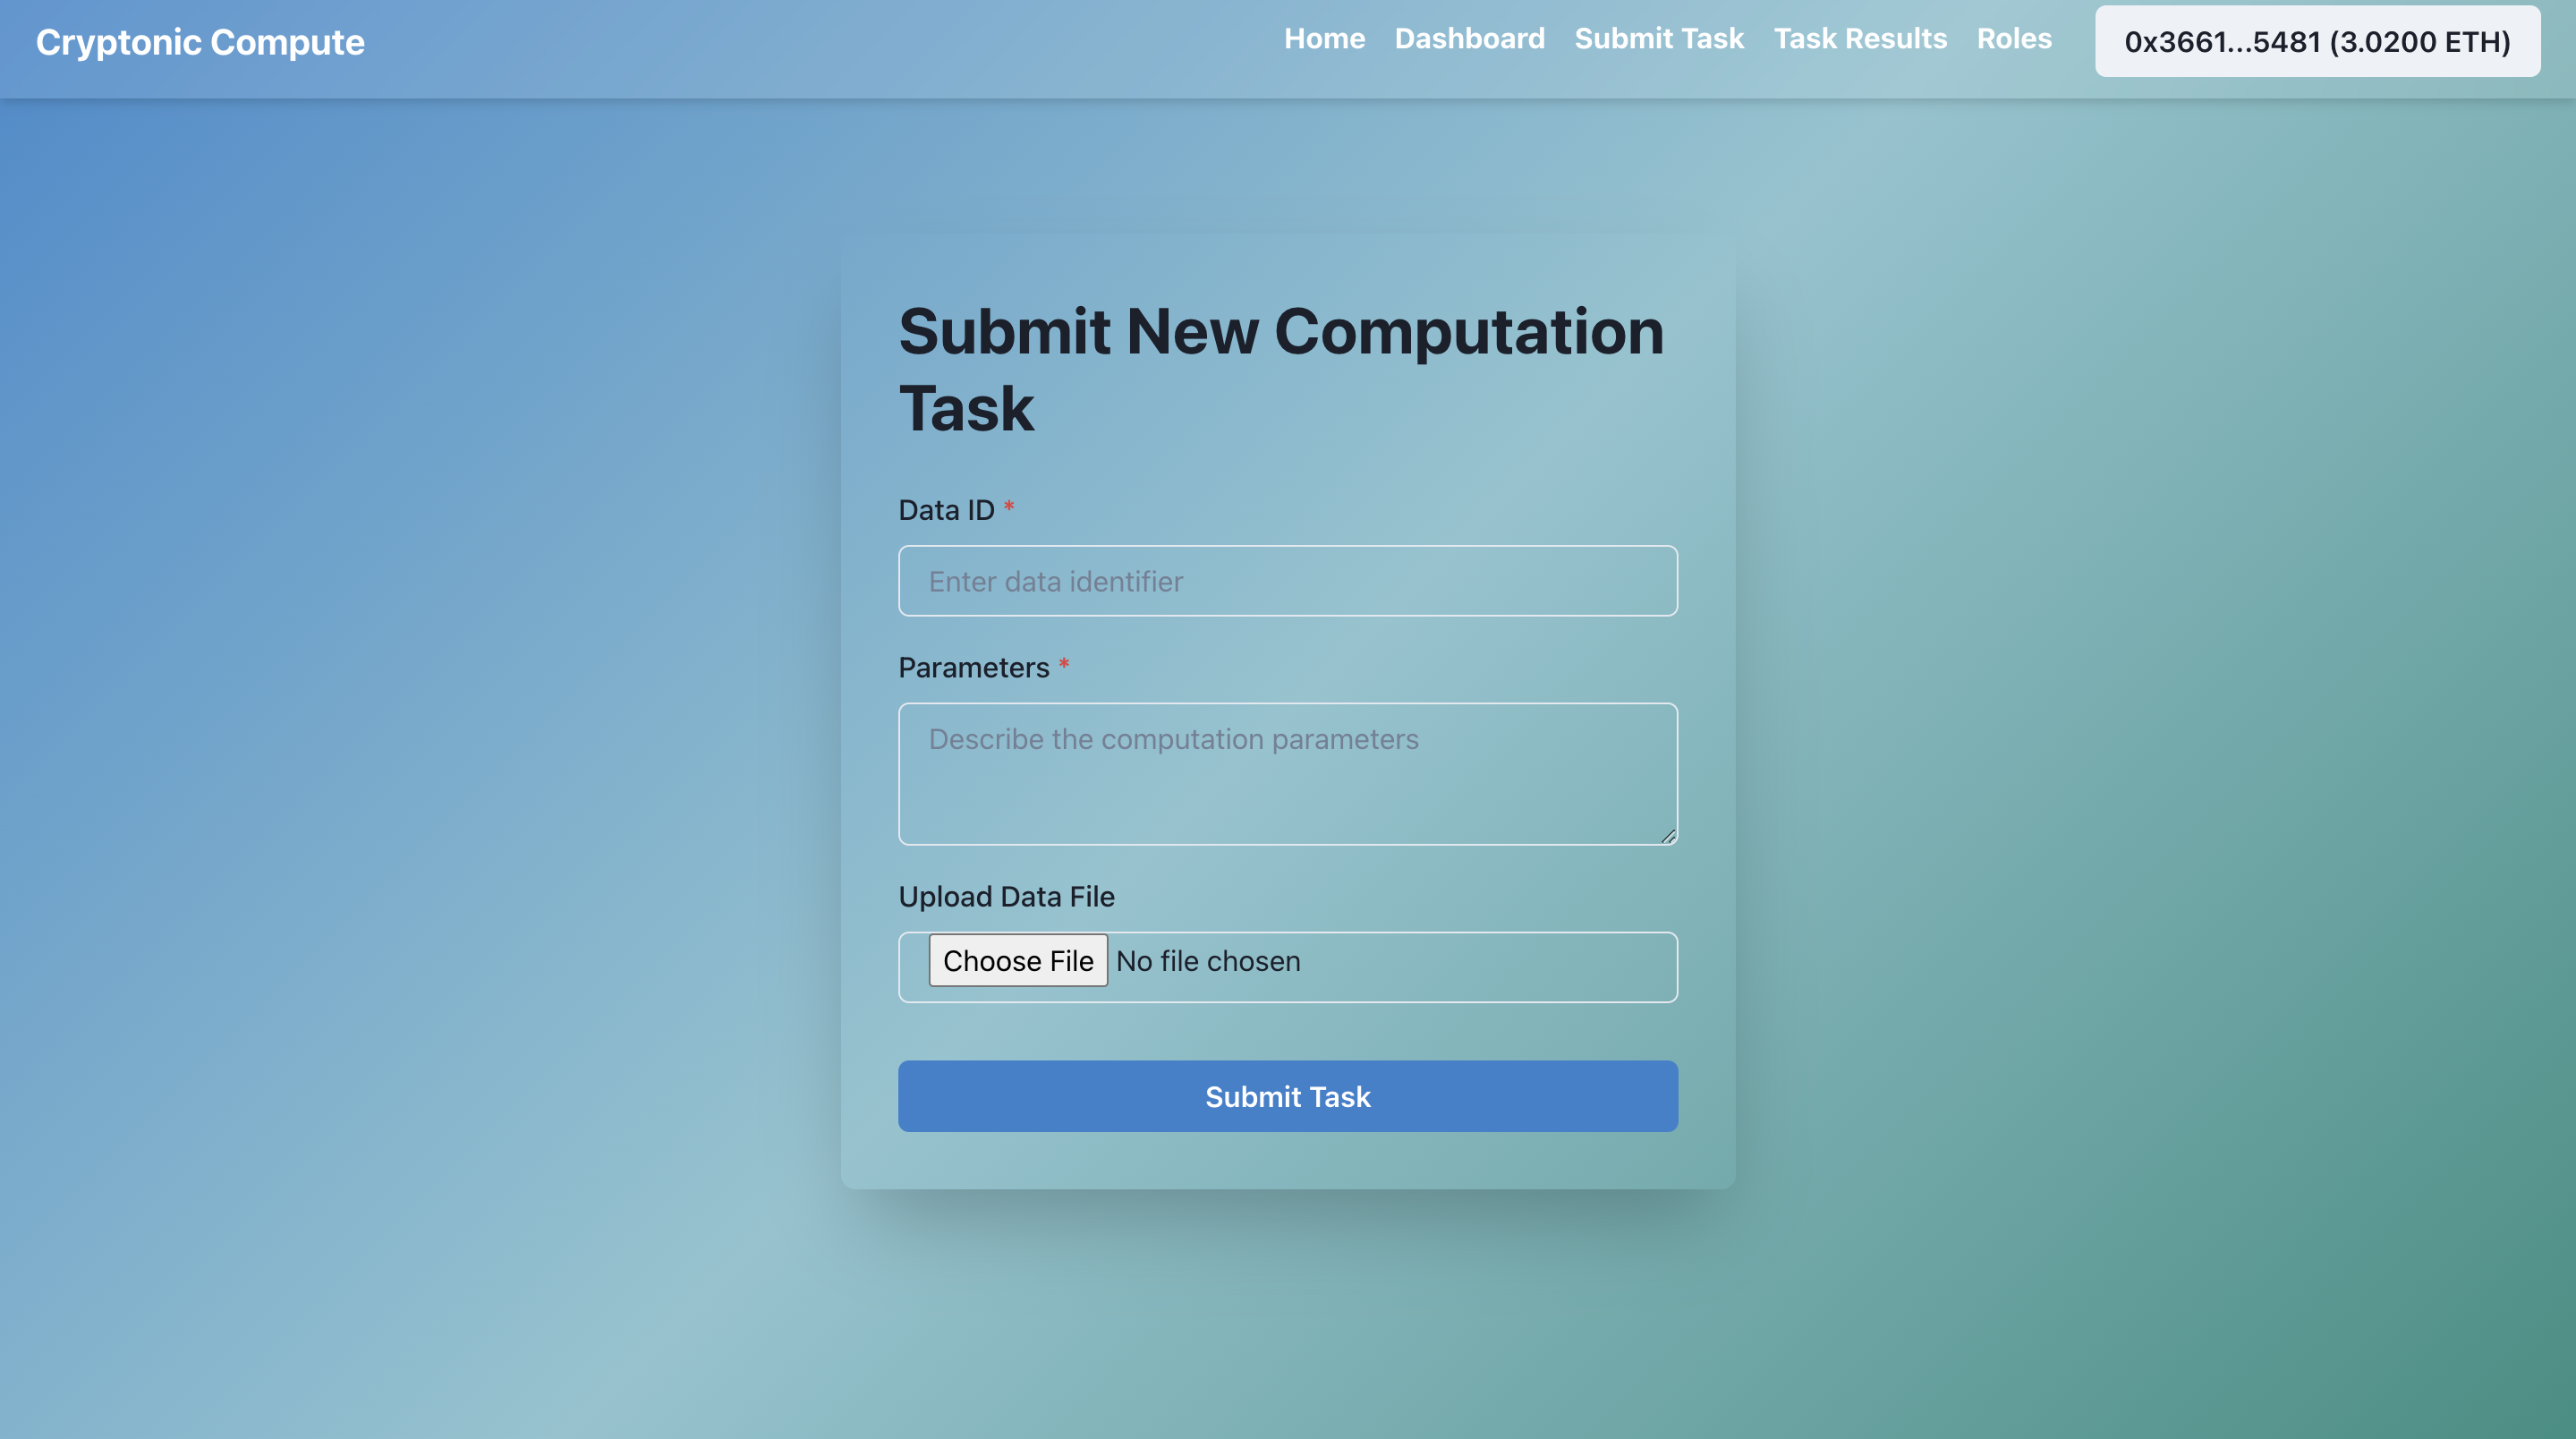 Cryptonic Compute
Home
Dashboard
Submit Task
Task Results
Roles
0x3661...5481 (3.0200 ETH)
Submit New Computation
Task
Data ID *
Enter data identifier
Parameters *
Describe the computation parameters
Upload Data File
Choose File No file chosen
Submit Task